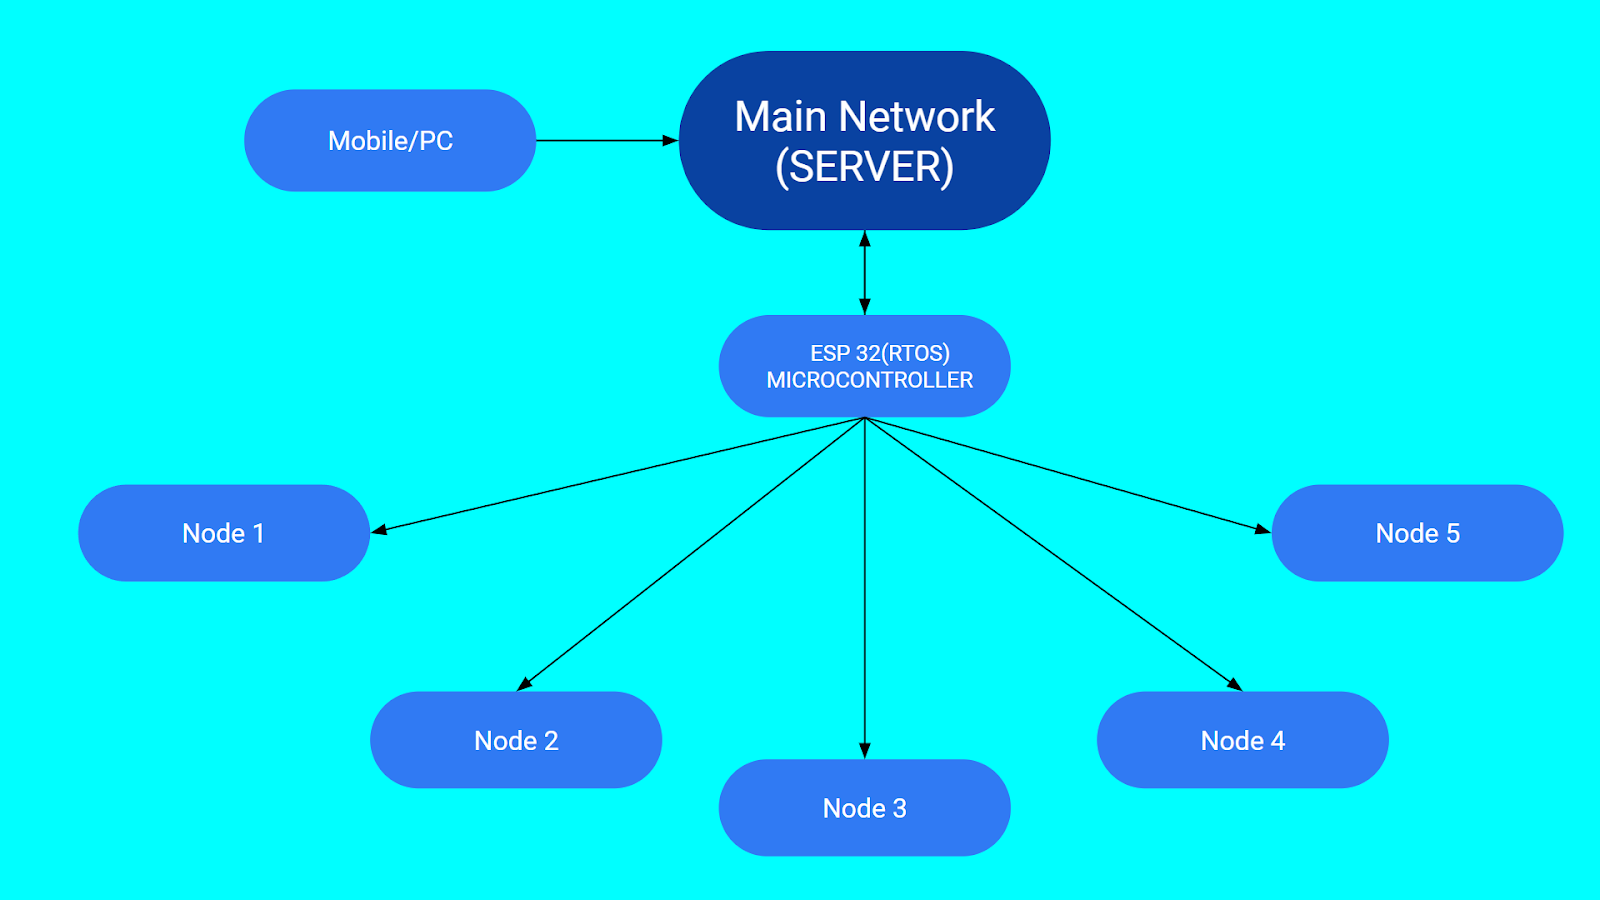 Mobile/PC
Main Network
(SERVER)
ESP 32(RTOS)
MICROCONTROLLER
Node 1
Node 5
Node 2
Node 4
Node 3